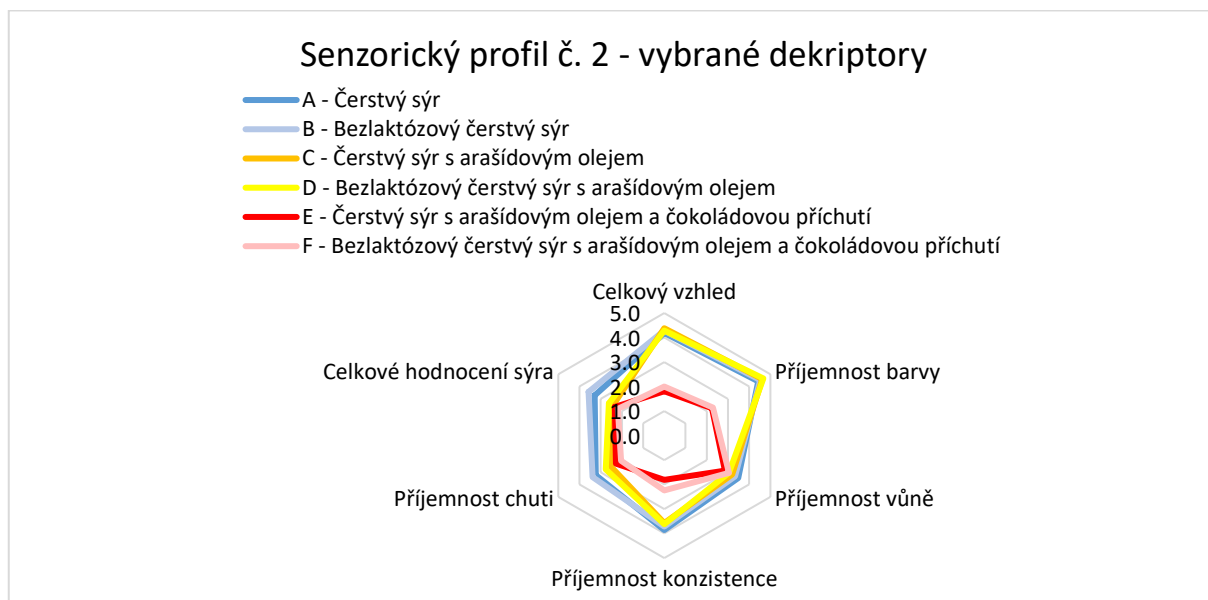 Senzorický profil č. 2 - vybrané dekriptory
A - Čerstvý sýr
B - Bezlaktózový čerstvý sýr
C - Čerstvý sýr s arašídovým olejem
D - Bezlaktózový čerstvý sýr s arašídovým olejem
E - Čerstvý sýr s arašídovým olejem a čokoládovou příchutí
F - Bezlaktózový čerstvý sýr s arašídovým olejem a čokoládovou příchutí
Celkový vzhled
5.0
4.0
3.0
2.0
1.0
0.0
Příjemnost barvy
Příjemnost vůně
Příjemnost konzistence
Příjemnost chuti
Celkové hodnocení sýra